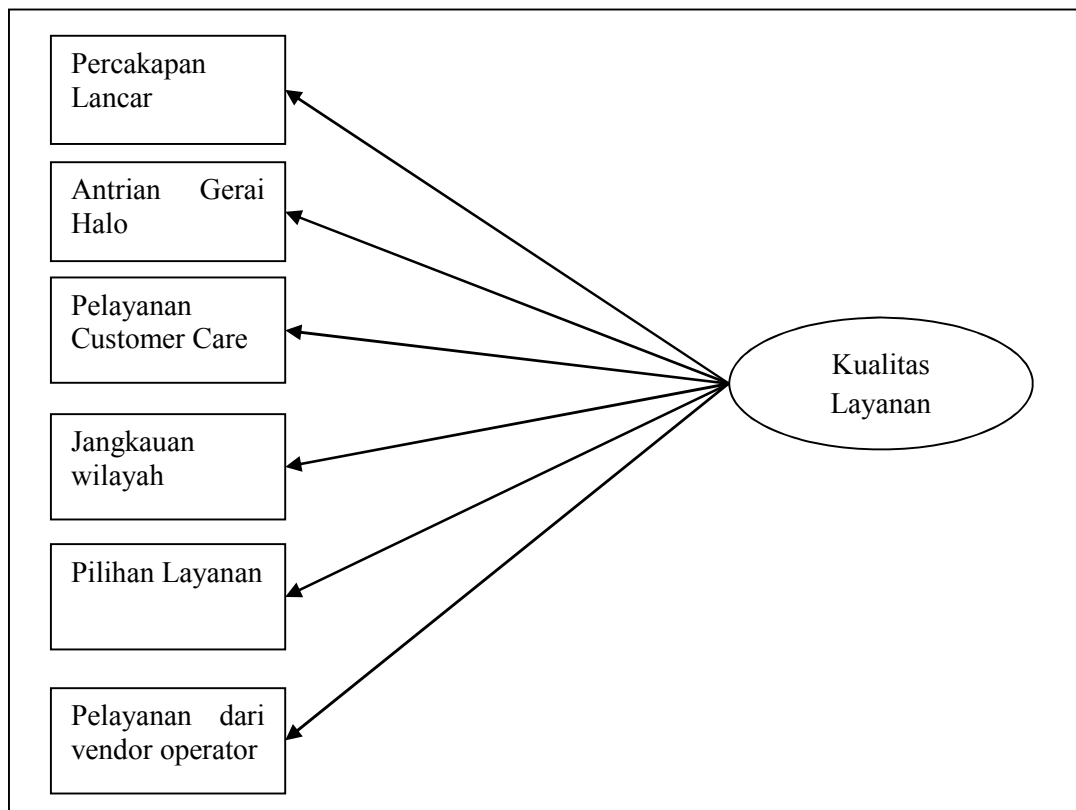 Percakapan
Lancar
Antrian Gerai
Halo
Pelayanan
Customer Care
Kualitas
Layanan
Jangkauan
wilayah
Pilihan Layanan
Pelayanan dari
vendor operator